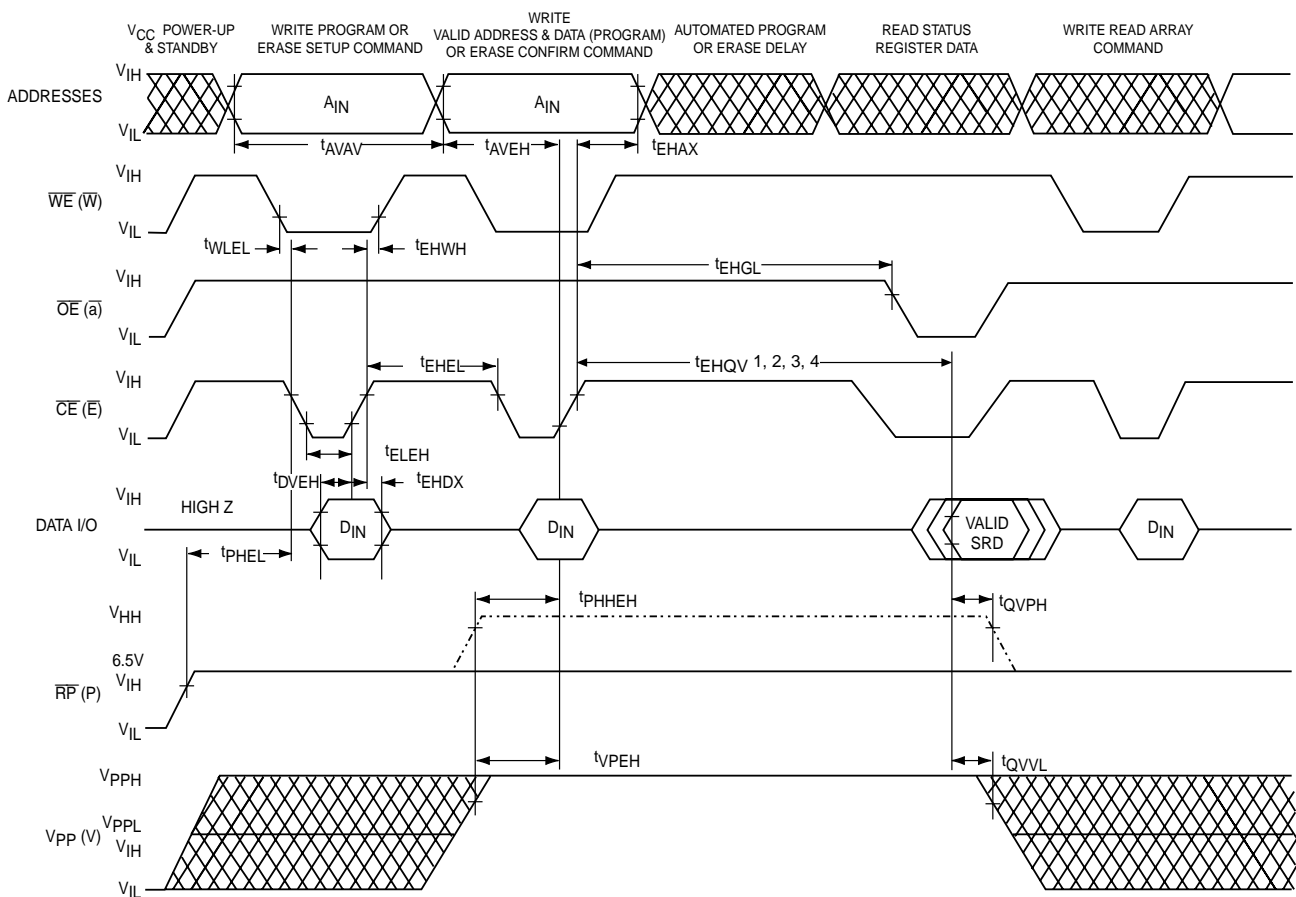 VCC POWER-UP & STANDBY
WRITE PROGRAM OR ERASE SETUP COMMAND
WRITE VALID ADDRESS & DATA (PROGRAM) OR ERASE CONFIRM COMMAND
AUTOMATED PROGRAM OR ERASE DELAY
READ STATUS REGISTER DATA
WRITE READ ARRAY COMMAND
VIH
ADDRESSES
AIN
AIN
VIL
tAVAV
tAVEH
tEHAX
VIH
W̅E̅ (W̅)
VIL
tWLEL
tEHWH
VIH
tEHGL
O̅E̅ (a̅)
VIL
tEHEL
tEHQV 1, 2, 3, 4
VIH
C̅E̅ (E̅)
VIL
tELEH
tDVEH
tEHDX
VIH
HIGH Z
DATA I/O
DIN
DIN
VALID SRD
DIN
VIL
tPHEL
tPHHEH
tQVPH
VHH
6.5V
VIH
R̅P̅ (P)
VIL
tVPEH
tQVVL
VPPH
VPPL
VPP (V)
VIH
VIL